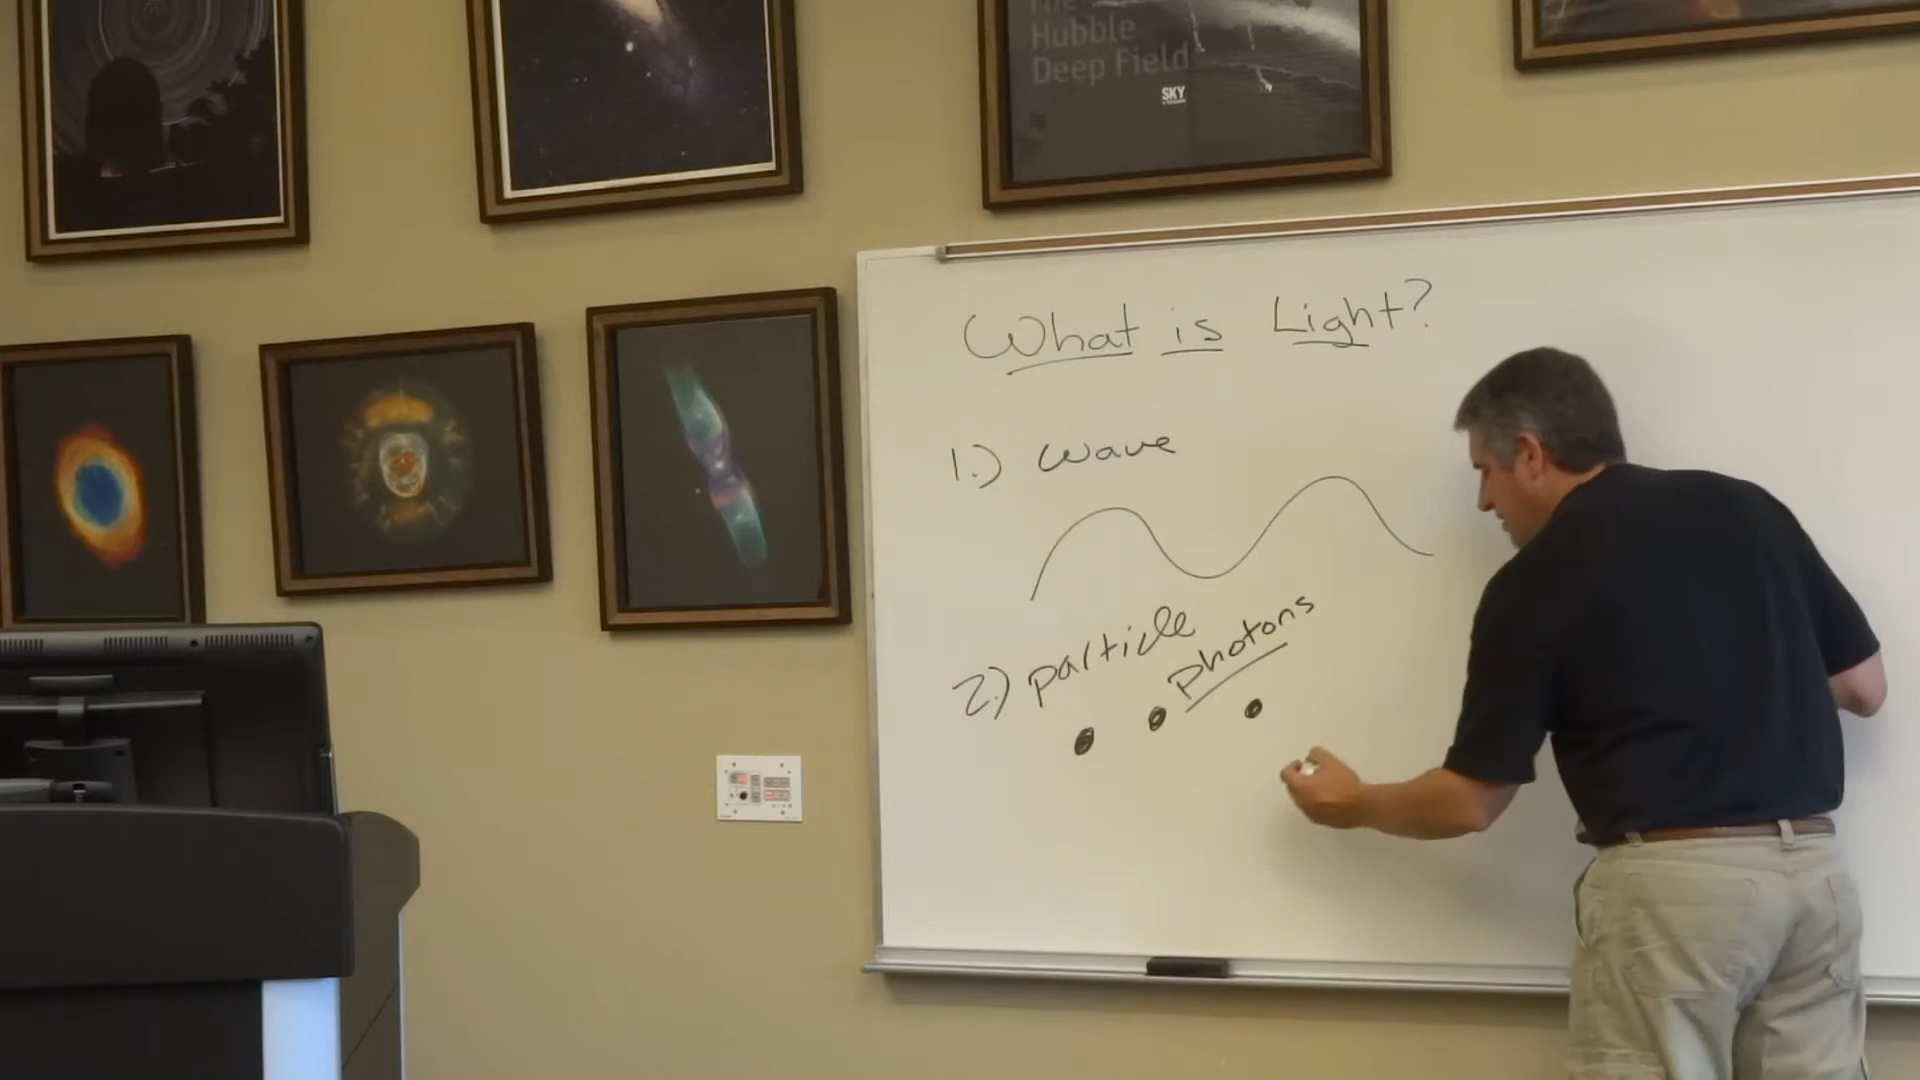 The
Hubble
Deep Field
SKY
What is Light?
1.) wave
2.) particle
photons